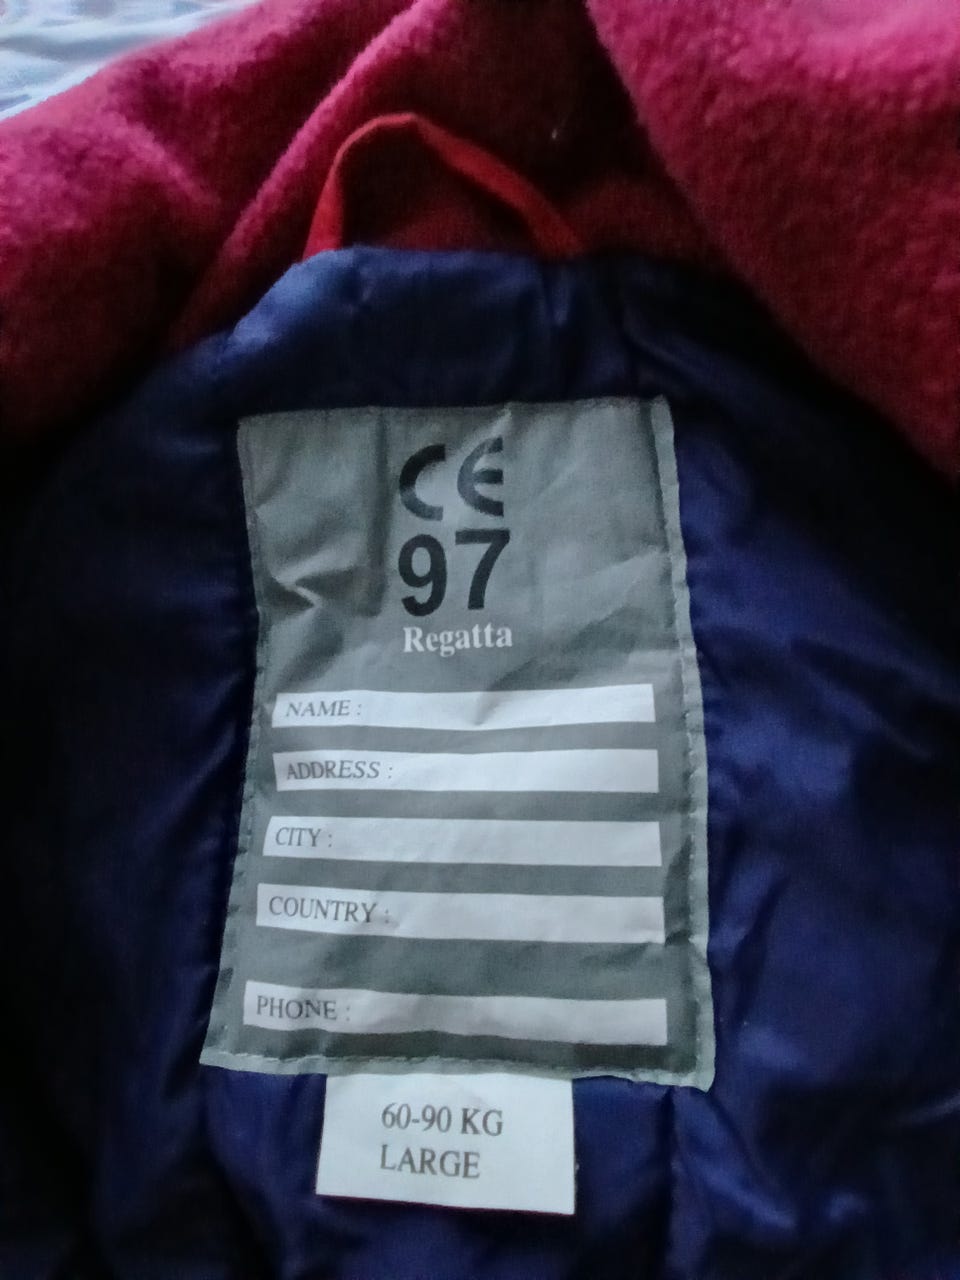 CE
97
Regatta
NAME :
ADDRESS :
CITY :
COUNTRY :
PHONE :
60-90 KG
LARGE